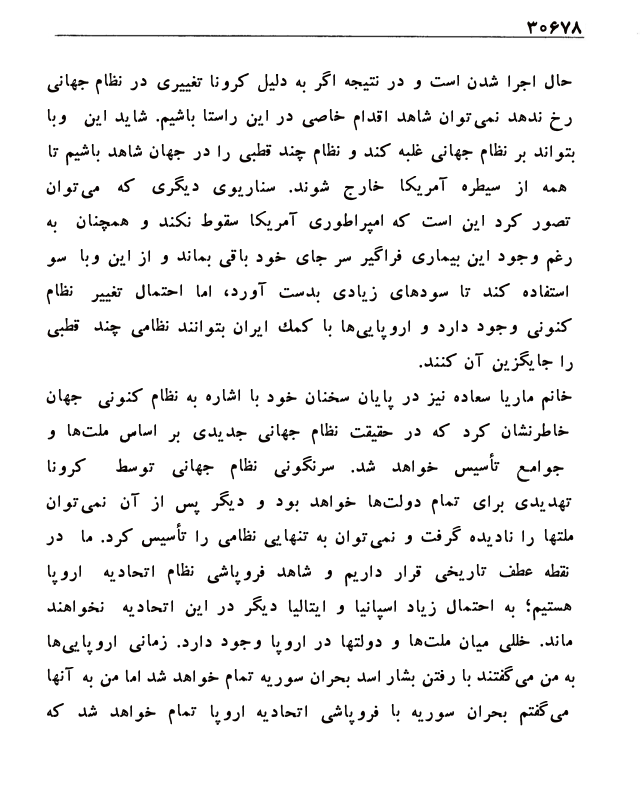 ۳۰۶۷۸
حال اجرا شدن است و در نتیجه اگر به دلیل کرونا تغییری در نظام جهانی
رخ ندهد نمی‌توان شاهد اقدام خاصی در این راستا باشیم. شاید این وبا
بتواند بر نظام جهانی غلبه کند و نظام چند قطبی را در جهان شاهد باشیم تا
همه از سیطره آمریکا خارج شوند. سناریوی دیگری که می‌توان
تصور کرد این است که امپراطوری آمریکا سقوط نکند و همچنان به
رغم وجود این بیماری فراگیر سر جای خود باقی بماند و از این وبا سو
استفاده کند تا سودهای زیادی بدست آورد، اما احتمال تغییر نظام
کنونی وجود دارد و اروپایی‌ها با کمك ایران بتوانند نظامی چند قطبی
را جایگزین آن کنند.
خانم ماریا سعاده نیز در پایان سخنان خود با اشاره به نظام کنونی جهان
خاطرنشان کرد که در حقیقت نظام جهانی جدیدی بر اساس ملت‌ها و
جوامع تأسیس خواهد شد. سرنگونی نظام جهانی توسط کرونا
تهدیدی برای تمام دولت‌ها خواهد بود و دیگر پس از آن نمی‌توان
ملتها را نادیده گرفت و نمی‌توان به تنهایی نظامی را تأسیس کرد. ما در
نقطه عطف تاریخی قرار داریم و شاهد فروپاشی نظام اتحادیه اروپا
هستیم؛ به احتمال زیاد اسپانیا و ایتالیا دیگر در این اتحادیه نخواهند
ماند. خللی میان ملت‌ها و دولتها در اروپا وجود دارد. زمانی اروپایی‌ها
به من می‌گفتند با رفتن بشار اسد بحران سوریه تمام خواهد شد اما من به آنها
می‌گفتم بحران سوریه با فروپاشی اتحادیه اروپا تمام خواهد شد که